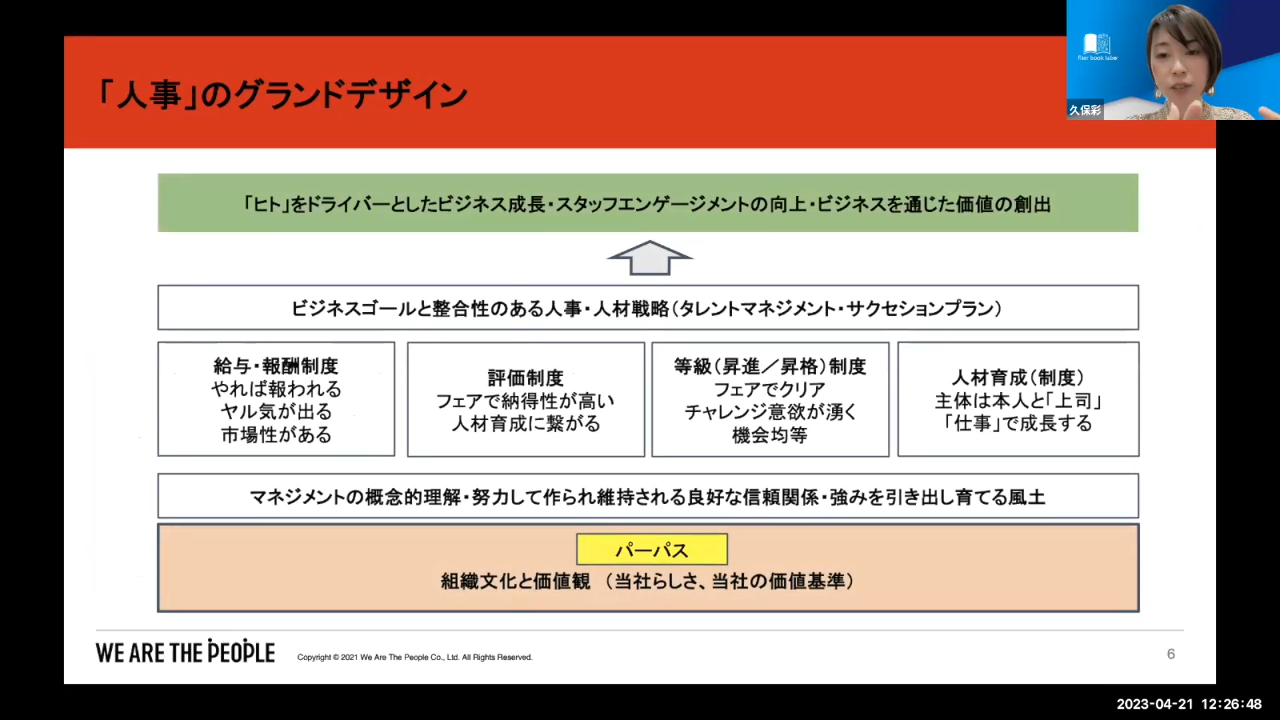 「人事」のグランドデザイン
flier book labo
久保彩
「ヒト」をドライバーとしたビジネス成長・スタッフエンゲージメントの向上・ビジネスを通じた価値の創出
ビジネスゴールと整合性のある人事・人材戦略(タレントマネジメント・サクセションプラン)
給与・報酬制度
やれば報われる
ヤル気が出る
市場性がある
評価制度
フェアで納得性が高い
人材育成に繋がる
等級(昇進/昇格)制度
フェアでクリア
チャレンジ意欲が湧く
機会均等
人材育成(制度)
主体は本人と「上司」
「仕事」で成長する
マネジメントの概念的理解・努力して作られ維持される良好な信頼関係・強みを引き出し育てる風土
パーパス
組織文化と価値観 (当社らしさ、当社の価値基準)
WE ARE THE PEOPLE
Copyright © 2021 We Are The People Co., Ltd. All Rights Reserved.
6
2023-04-21 12:26:48